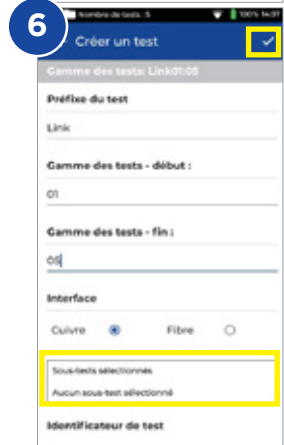 6
Nombre de tests : 5
100% 14:37
Créer un test
Gamme des tests: Link01:05
Préfixe du test
Link
Gamme des tests - début :
01
Gamme des tests - fin :
05
Interface
Cuivre Fibre
Sous-tests sélectionnés
Aucun sous-test sélectionné
Identificateur de test